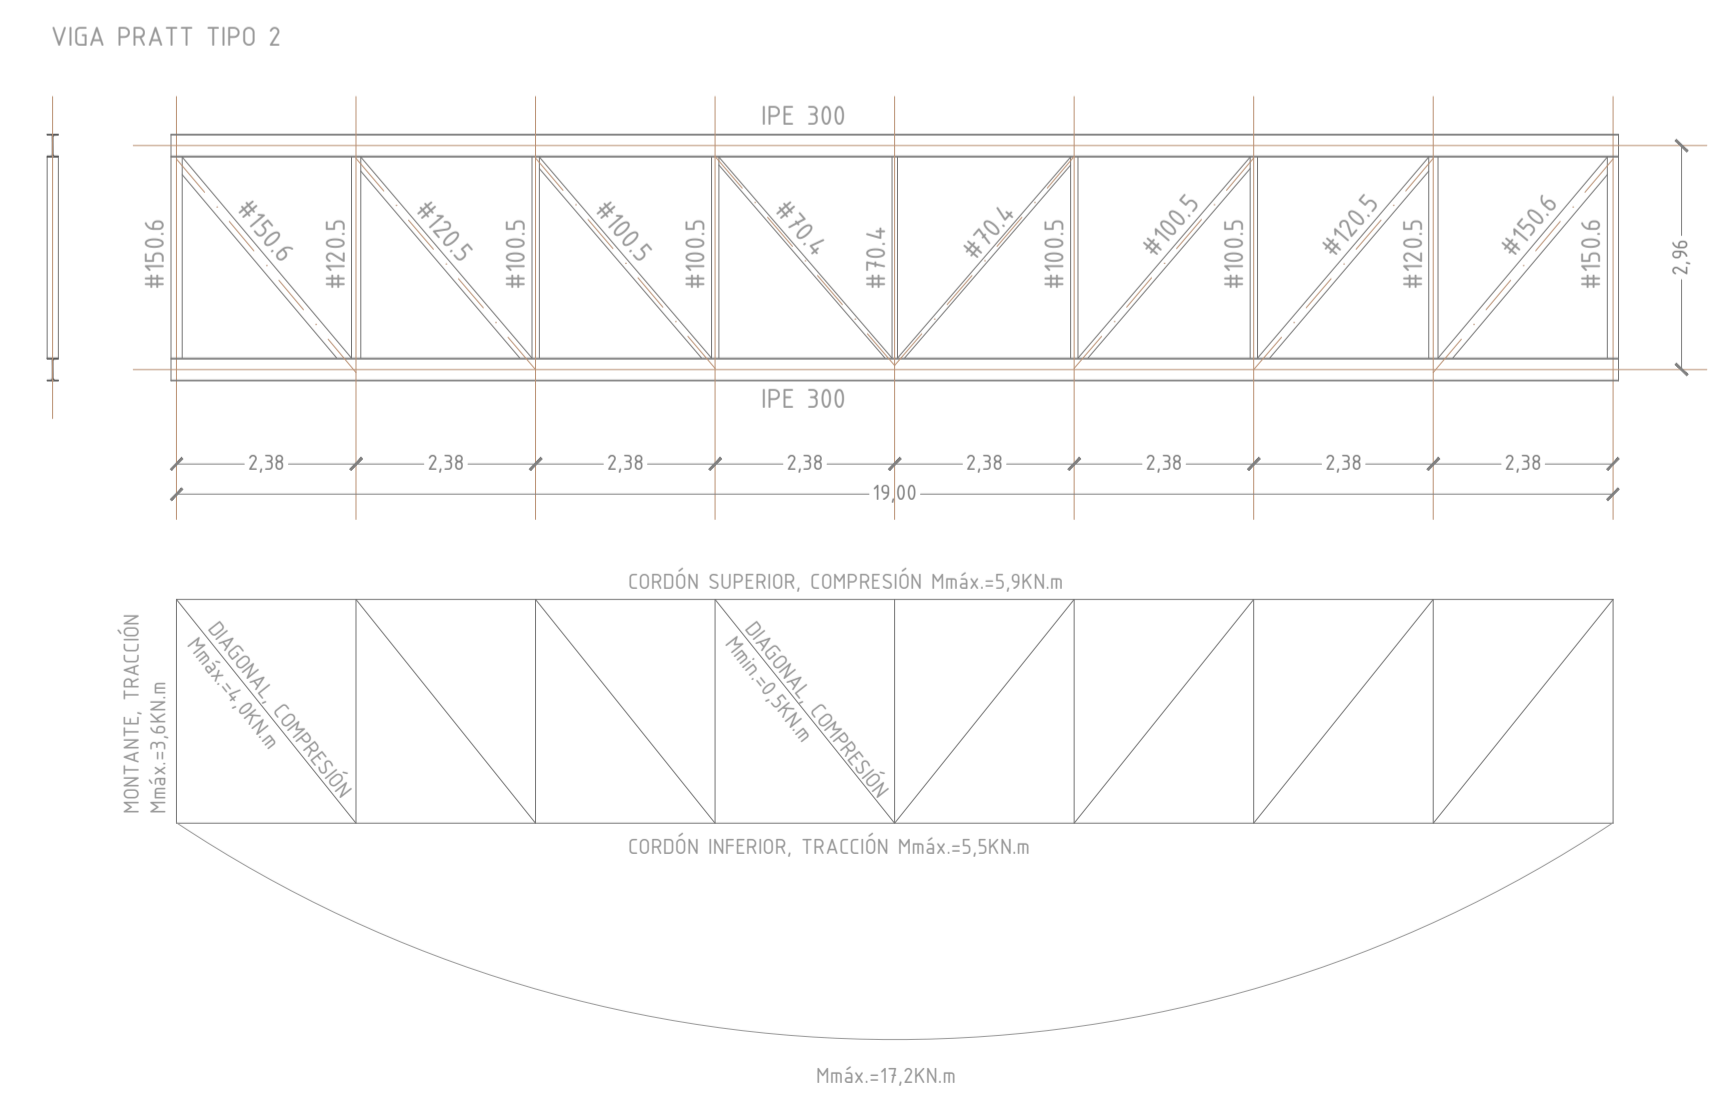 VIGA PRATT TIPO 2
IPE 300
#150.6
#150.6
#120.5
#120.5
#100.5
#100.5
#100.5
#70.4
#70.4
#70.4
#100.5
#100.5
#100.5
#120.5
#120.5
#150.6
#150.6
2,96
IPE 300
2,38
2,38
2,38
2,38
2,38
2,38
2,38
2,38
19,00
CORDÓN SUPERIOR, COMPRESIÓN Mmáx.=5,9KN.m
MONTANTE, TRACCIÓN
Mmáx.=3,6KN.m
DIAGONAL, COMPRESIÓN
Mmáx.=4,0KN.m
DIAGONAL, COMPRESIÓN
Mmin.=0,5KN.m
CORDÓN INFERIOR, TRACCIÓN Mmáx.=5,5KN.m
Mmáx.=17,2KN.m